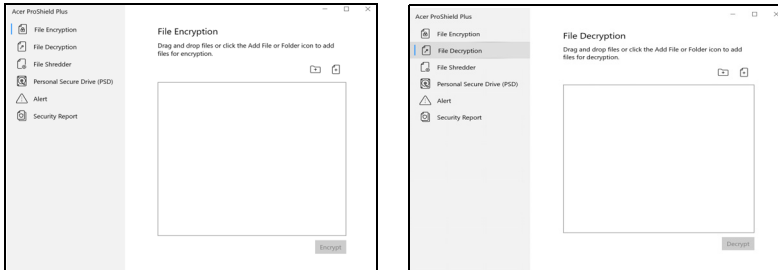 Acer ProShield Plus
File Encryption
File Decryption
File Shredder
Personal Secure Drive (PSD)
Alert
Security Report
File Encryption
Drag and drop files or click the Add File or Folder icon to add
files for encryption.
Encrypt
Acer ProShield Plus
File Encryption
File Decryption
File Shredder
Personal Secure Drive (PSD)
Alert
Security Report
File Decryption
Drag and drop files or click the Add File or Folder icon to add
files for decryption.
Decrypt